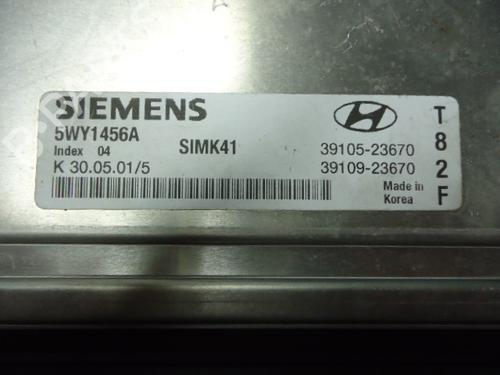 SIEMENS
5WY1456A
Index 04
SIMK41
K 30.05.01/5
39105-23670
39109-23670
Made in
Korea
T
8
2
F